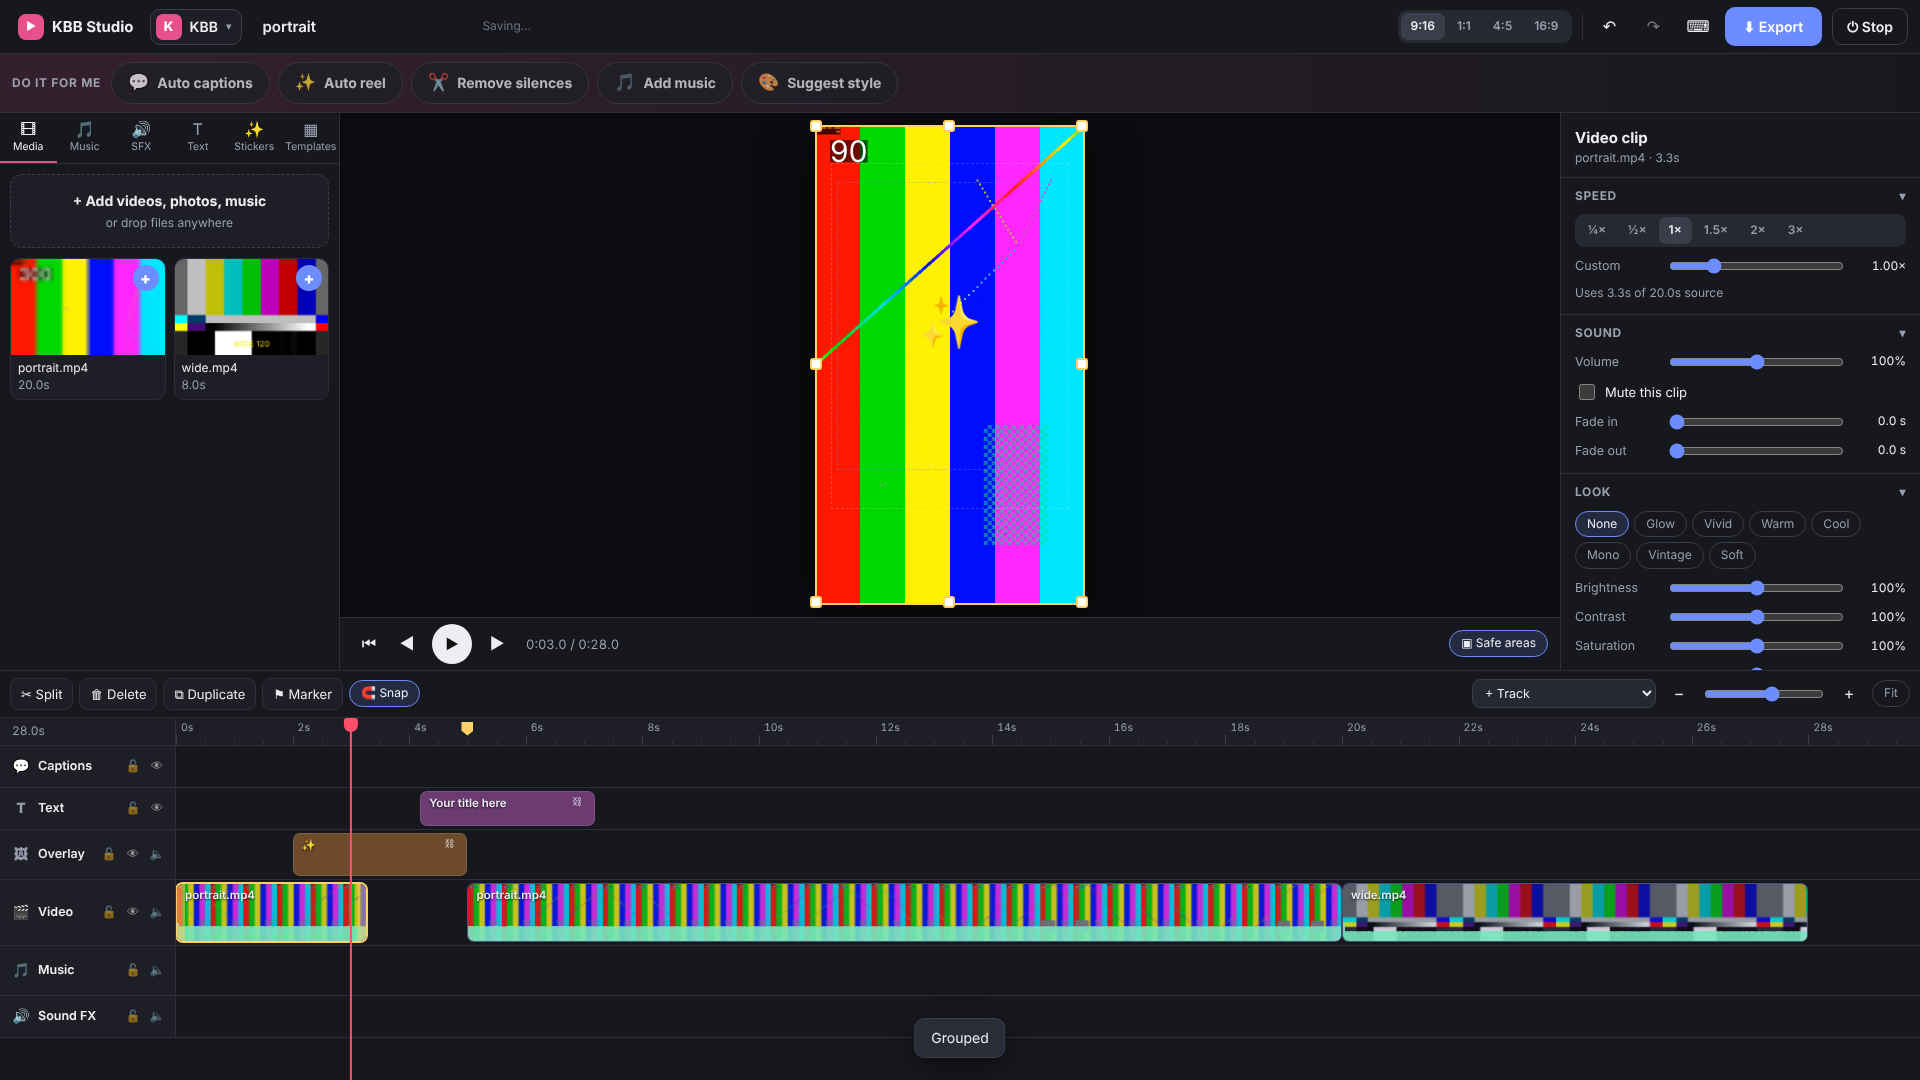 KBB Studio
K KBB
portrait
Saving...
9:16 1:1 4:5 16:9
Export
Stop
DO IT FOR ME
Auto captions
Auto reel
Remove silences
Add music
Suggest style
Media Music SFX Text Stickers Templates
+ Add videos, photos, music
or drop files anywhere
portrait.mp4
20.0s
WIDE 120
wide.mp4
8.0s
90
0:03.0 / 0:28.0
Safe areas
Video clip
portrait.mp4 · 3.3s
SPEED
¼× ½× 1× 1.5× 2× 3×
Custom 1.00×
Uses 3.3s of 20.0s source
SOUND
Volume 100%
Mute this clip
Fade in 0.0 s
Fade out 0.0 s
LOOK
None Glow Vivid Warm Cool
Mono Vintage Soft
Brightness 100%
Contrast 100%
Saturation 100%
Split Delete Duplicate Marker Snap
+ Track
− + Fit
28.0s
0s 2s 4s 6s 8s 10s 12s 14s 16s 18s 20s 22s 24s 26s 28s
Captions
T Text
Your title here
Overlay
Video
portrait.mp4
portrait.mp4
wide.mp4
Music
Sound FX
Grouped